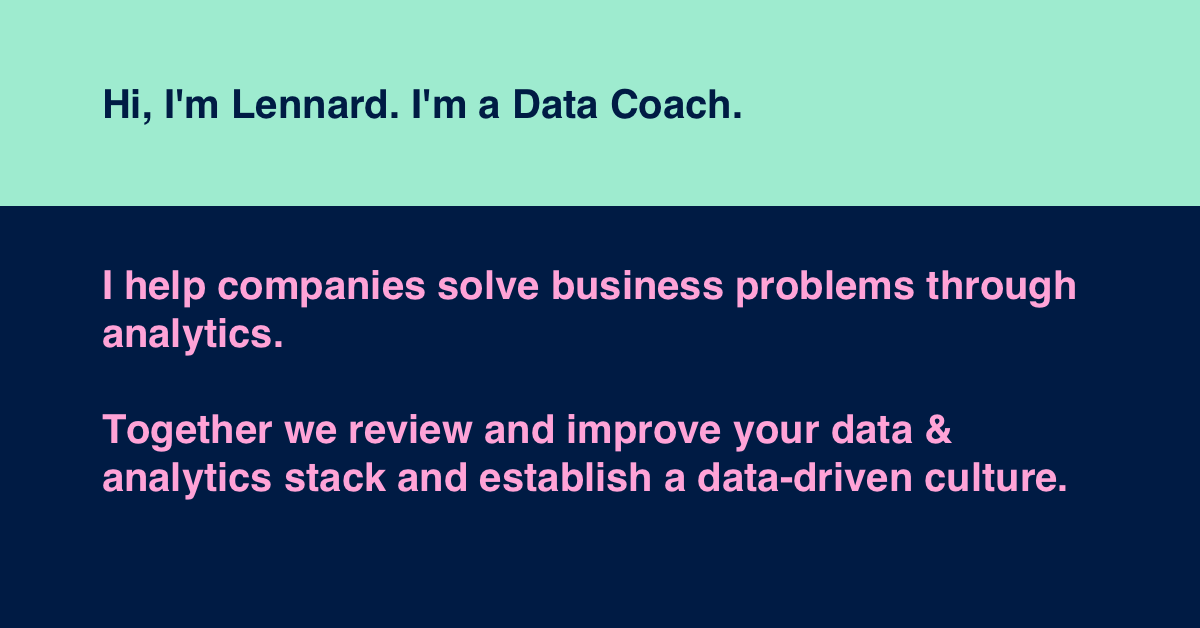 Hi, I'm Lennard. I'm a Data Coach.
I help companies solve business problems through
analytics.
Together we review and improve your data &
analytics stack and establish a data-driven culture.